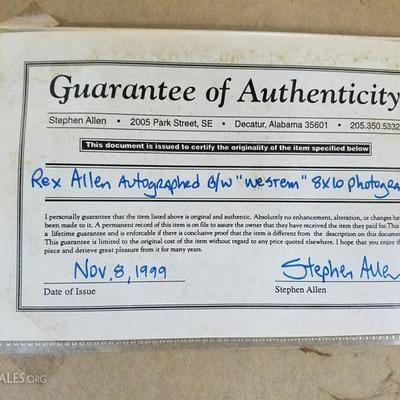 Guarantee of Authenticity
Stephen Allen • 2005 Park Street, SE • Decatur, Alabama 35601 • 205.350.5332
This document is issued to certify the originality of the item specified below
Rex Allen Autographed B/W "Western" 8x10 photogra
I personally guarantee that the item listed above is original and authentic. Absolutely no enhancement, alteration, or changes hav
been made to it. A permanent record of this item is on file to assure the owner that they have received the item they paid for. This
a lifetime guarantee and is enforceable if there is conclusive proof that the item is different from the description on this documen
This guarantee is limited to the original cost of the item without regard to any price quoted elsewhere. I hope that you enjoy th
piece and derieve great pleasure from it for many years.
Nov. 8, 1999 Stephen Allen
Date of Issue Stephen Allen
ALES.ORG